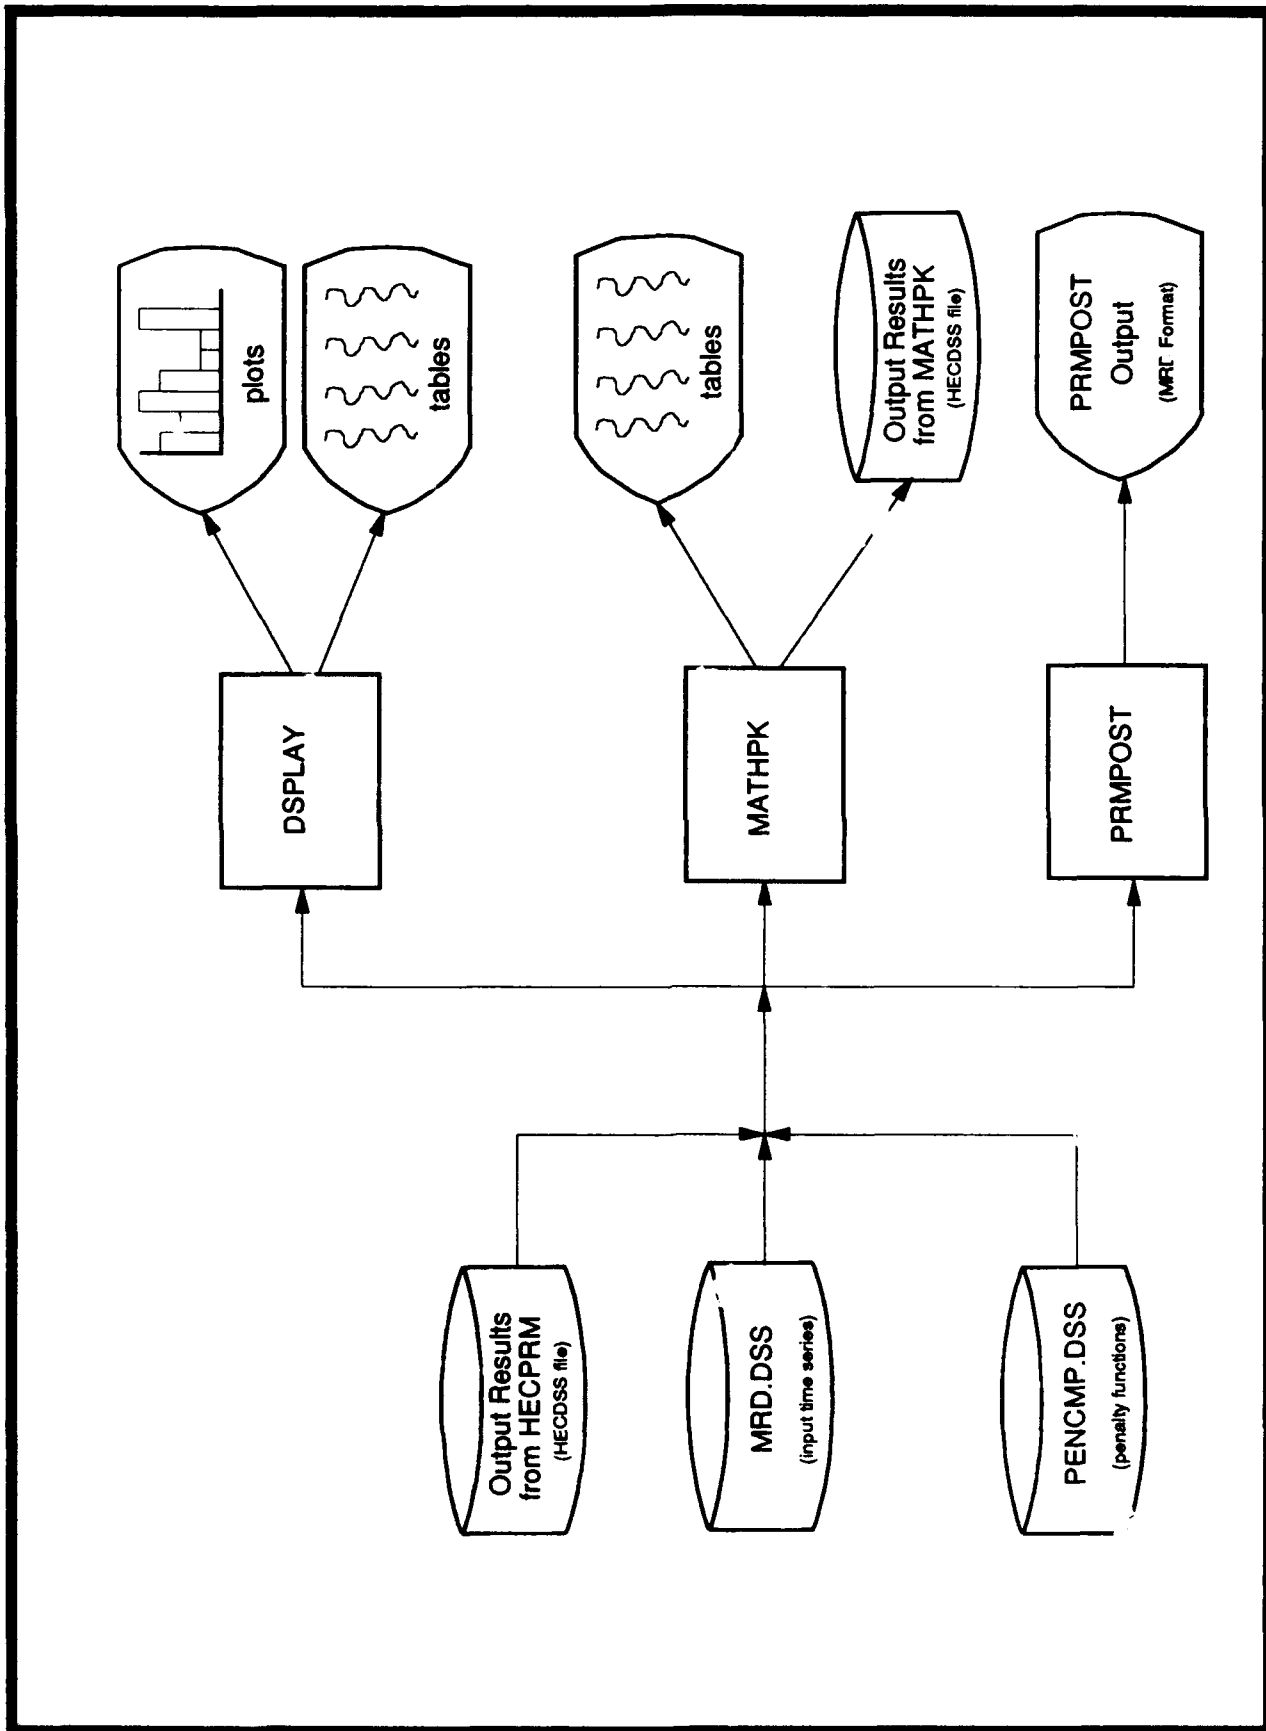 Output Results
from HECPRM
(HECDSS file)
MRD.DSS
(input time series)
PENCMP.DSS
(penalty functions)
DSPLAY
MATHPK
PRMPOST
plots
tables
tables
Output Results
from MATHPK
(HECDSS file)
PRMPOST
Output
(MRD Format)